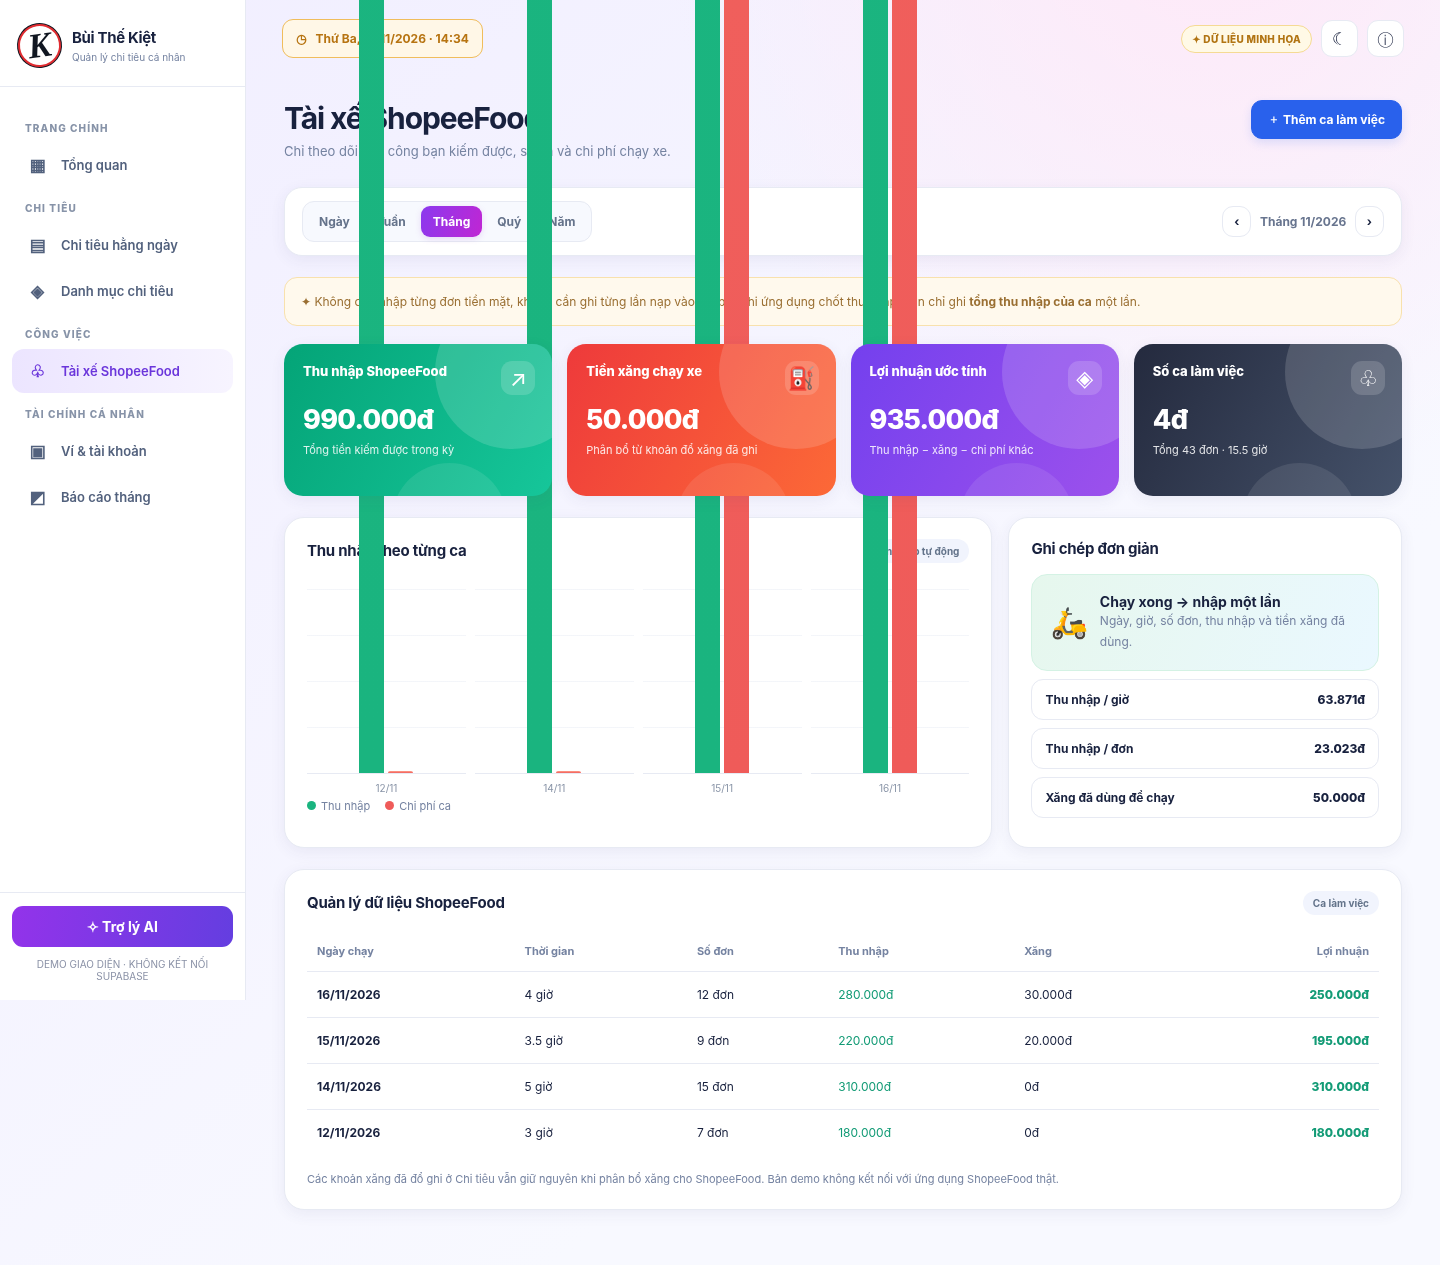 K
Bùi Thế Kiệt
Quản lý chi tiêu cá nhân
TRANG CHÍNH
Tổng quan
CHI TIÊU
Chi tiêu hằng ngày
Danh mục chi tiêu
CÔNG VIỆC
Tài xế ShopeeFood
TÀI CHÍNH CÁ NHÂN
Ví & tài khoản
Báo cáo tháng
✧ Trợ lý AI
DEMO GIAO DIỆN · KHÔNG KẾT NỐI
SUPABASE
Thứ Ba, 11/2026 · 14:34
✦ DỮ LIỆU MINH HỌA
Tài xế ShopeeFood
Chỉ theo dõi công bạn kiếm được, và chi phí chạy xe.
+ Thêm ca làm việc
Ngày Tháng Quý Năm
‹ Tháng 11/2026 ›
✦ Không nhập từng đơn tiền mặt, cần ghi từng lần nạp vào ứng dụng chốt chỉ ghi tổng thu nhập của ca một lần.
Thu nhập ShopeeFood
990.000đ
Tổng tiền kiếm được trong kỳ
Tiền xăng chạy xe
50.000đ
Phân bổ từ khoản đổ xăng đã ghi
Lợi nhuận ước tính
935.000đ
Thu nhập − xăng − chi phí khác
Số ca làm việc
4đ
Tổng 43 đơn · 15.5 giờ
Thu theo từng ca
tự động
12/11 14/11 15/11 16/11
Thu nhập Chi phí ca
Ghi chép đơn giản
Chạy xong → nhập một lần
Ngày, giờ, số đơn, thu nhập và tiền xăng đã
dùng.
Thu nhập / giờ 63.871đ
Thu nhập / đơn 23.023đ
Xăng đã dùng để chạy 50.000đ
Quản lý dữ liệu ShopeeFood
Ca làm việc
Ngày chạy Thời gian Số đơn Thu nhập Xăng Lợi nhuận
16/11/2026 4 giờ 12 đơn 280.000đ 30.000đ 250.000đ
15/11/2026 3.5 giờ 9 đơn 220.000đ 20.000đ 195.000đ
14/11/2026 5 giờ 15 đơn 310.000đ 0đ 310.000đ
12/11/2026 3 giờ 7 đơn 180.000đ 0đ 180.000đ
Các khoản xăng đã đổ ghi ở Chi tiêu vẫn giữ nguyên khi phân bổ xăng cho ShopeeFood. Bản demo không kết nối với ứng dụng ShopeeFood thật.